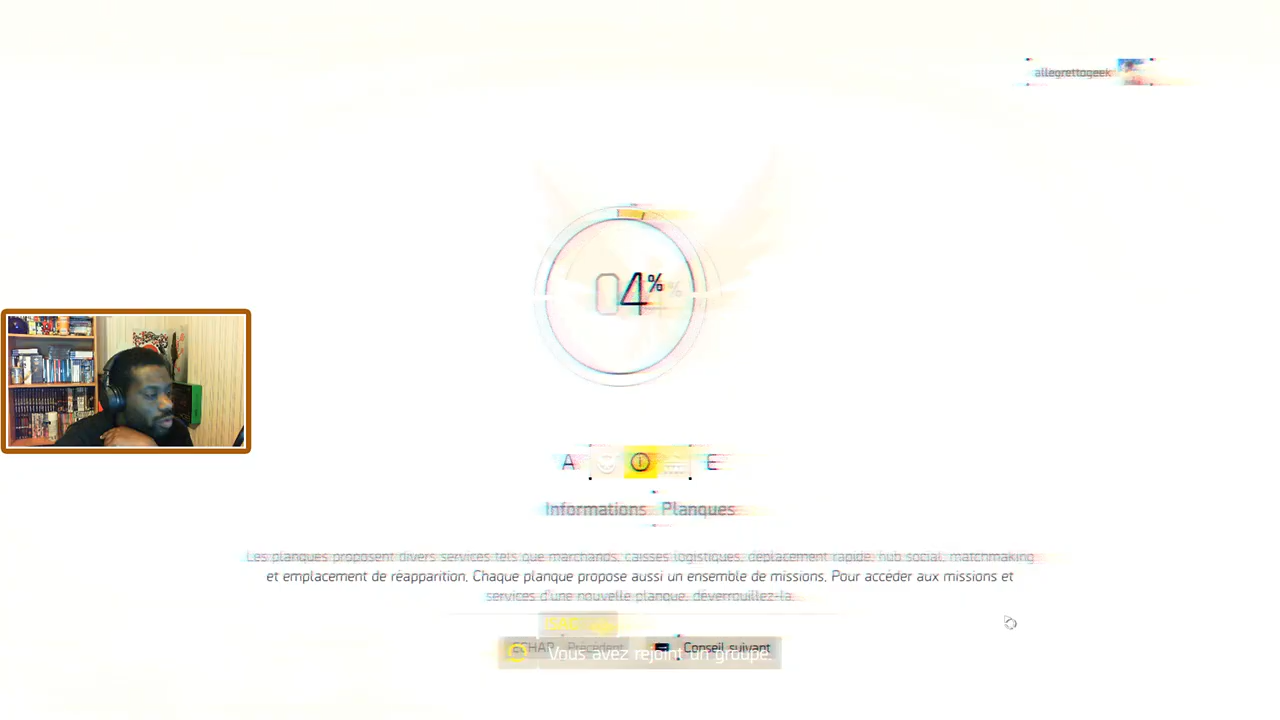 allegrettogeek
04%
A E
Informations Planques
Les planques proposent divers services tels que marchands, caisses logistiques, déplacement rapide, hub social, matchmaking
et emplacement de réapparition. Chaque planque propose aussi un ensemble de missions. Pour accéder aux missions et
services d'une nouvelle planque, déverrouillez-la.
ECHAP Précédent Conseil suivant
Vous avez rejoint un groupe.